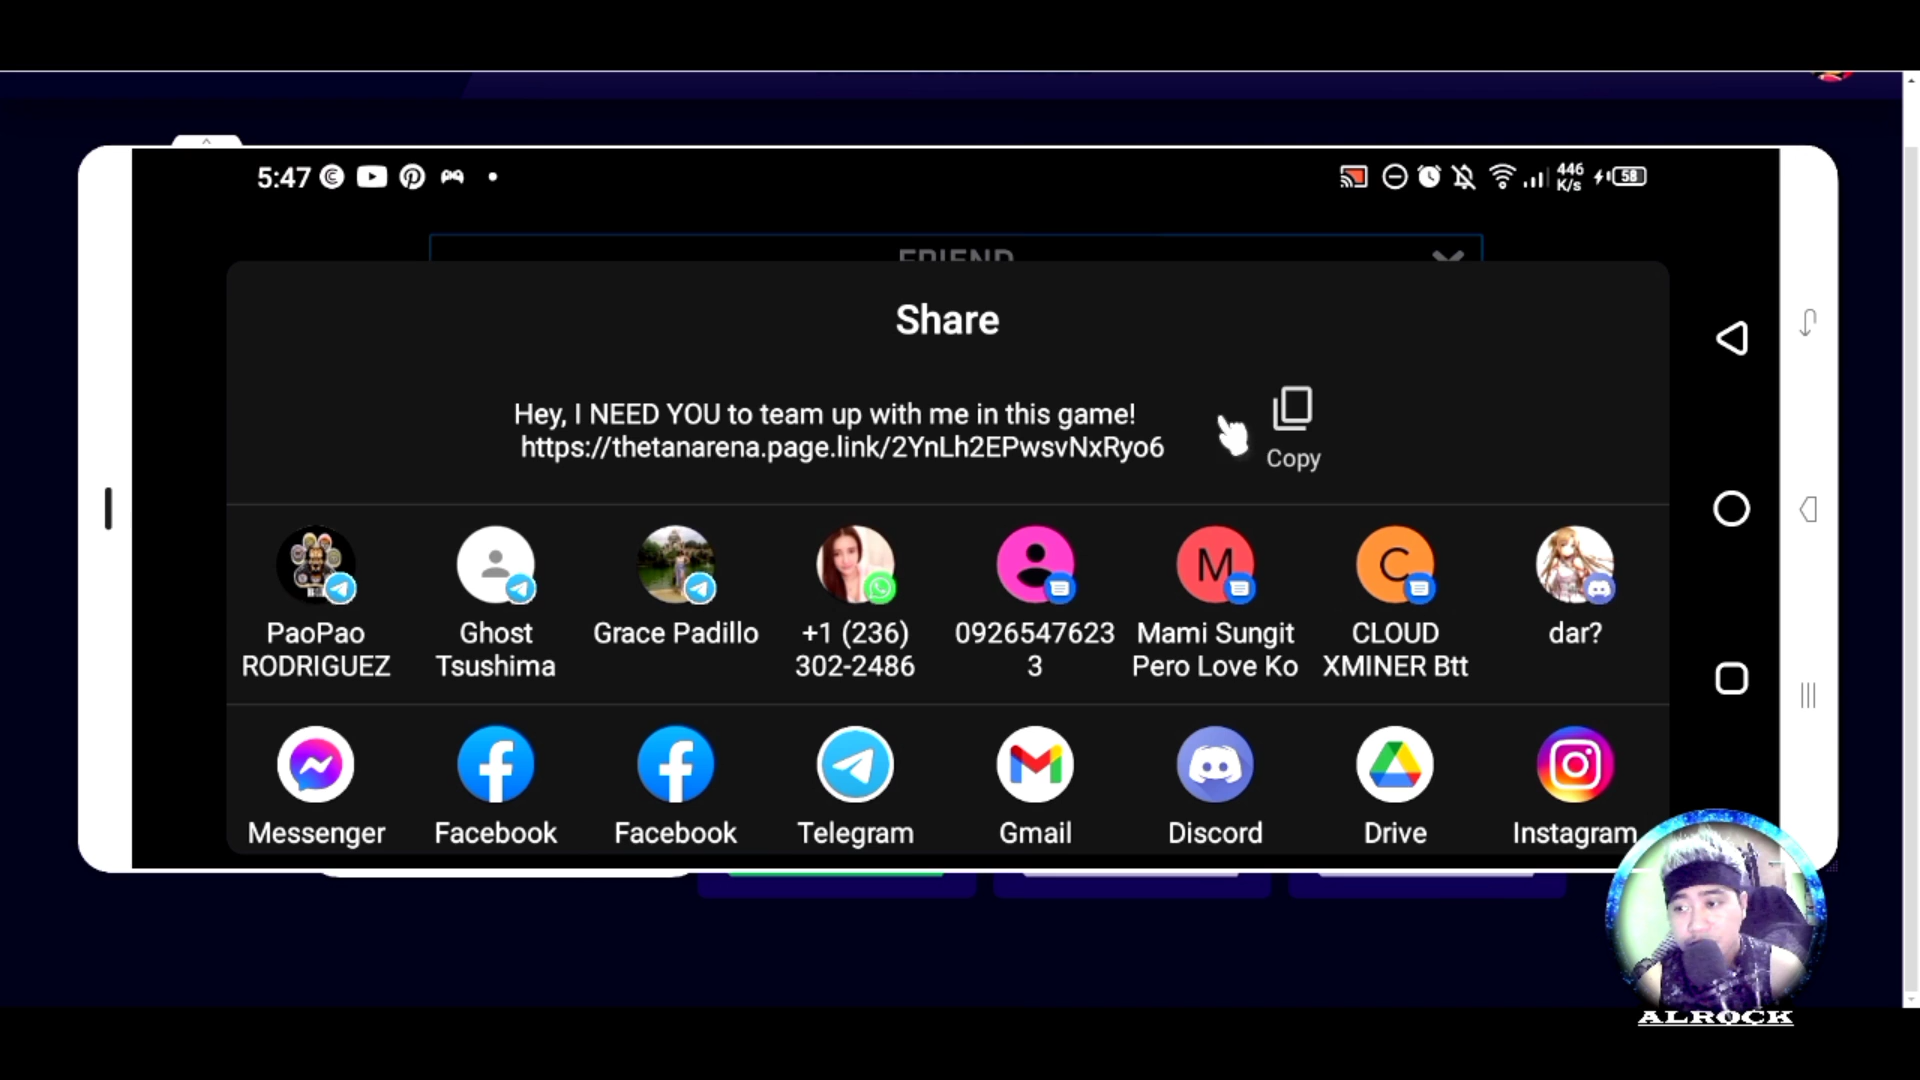 5:47
446
K/s
58
FRIEND
Share
Hey, I NEED YOU to team up with me in this game!
https://thetanarena.page.link/2YnLh2EPwsvNxRyo6
Copy
PaoPao
RODRIGUEZ
Ghost
Tsushima
Grace Padillo
+1 (236)
302-2486
0926547623
3
M
Mami Sungit
Pero Love Ko
C
CLOUD
XMINER Btt
dar?
Messenger
Facebook
Facebook
Telegram
Gmail
Discord
Drive
Instagram
ALROCK